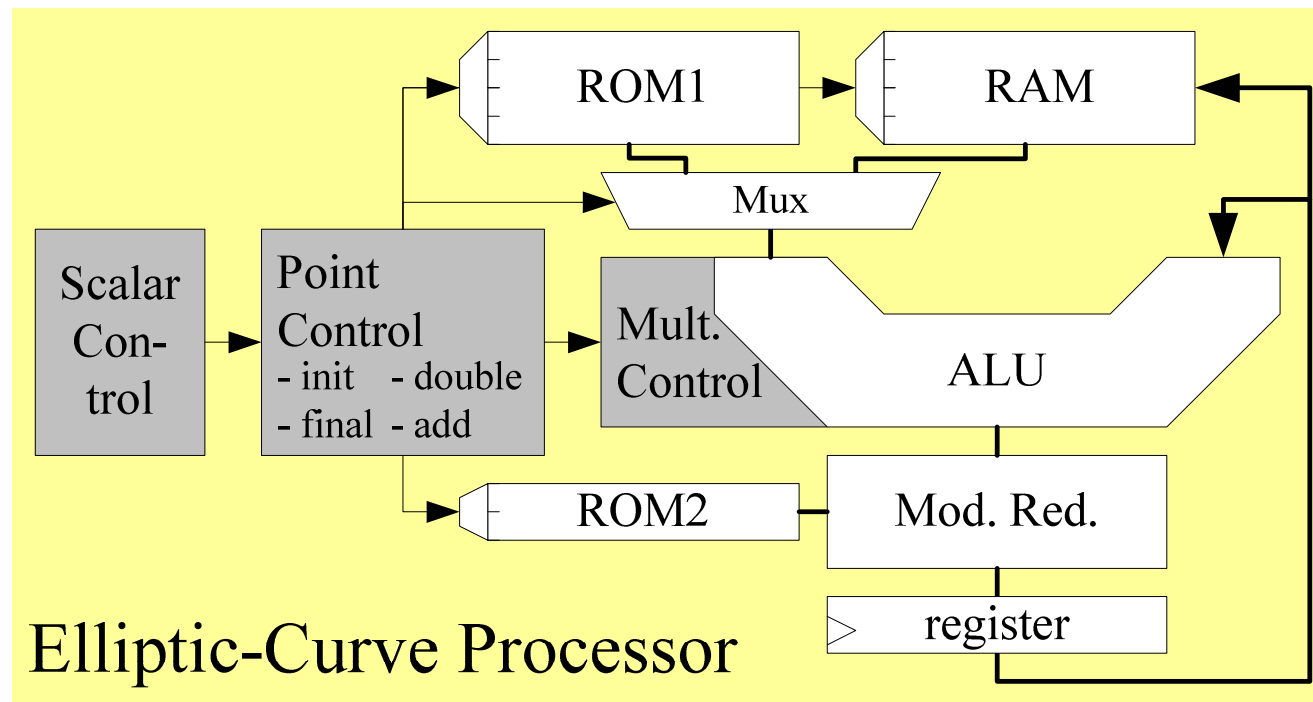 ROM1
RAM
Mux
Scalar
Con-
trol
Point
Control
- init - double
- final - add
Mult.
Control
ALU
ROM2
Mod. Red.
register
Elliptic-Curve Processor